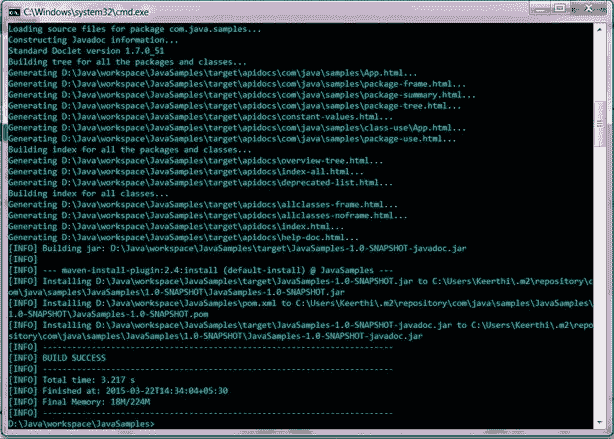 C:\Windows\system32\cmd.exe
Loading source files for package com.java.samples...
Constructing Javadoc information...
Standard Doclet version 1.7.0_51
Building tree for all the packages and classes...
Generating D:\Java\workspace\JavaSamples\target\apidocs\com\java\samples\App.html...
Generating D:\Java\workspace\JavaSamples\target\apidocs\com\java\samples\package-frame.html...
Generating D:\Java\workspace\JavaSamples\target\apidocs\com\java\samples\package-summary.html...
Generating D:\Java\workspace\JavaSamples\target\apidocs\com\java\samples\package-tree.html...
Generating D:\Java\workspace\JavaSamples\target\apidocs\constant-values.html...
Generating D:\Java\workspace\JavaSamples\target\apidocs\com\java\samples\class-use\App.html...
Generating D:\Java\workspace\JavaSamples\target\apidocs\com\java\samples\package-use.html...
Building index for all the packages and classes...
Generating D:\Java\workspace\JavaSamples\target\apidocs\overview-tree.html...
Generating D:\Java\workspace\JavaSamples\target\apidocs\index-all.html...
Generating D:\Java\workspace\JavaSamples\target\apidocs\deprecated-list.html...
Building index for all classes...
Generating D:\Java\workspace\JavaSamples\target\apidocs\allclasses-frame.html...
Generating D:\Java\workspace\JavaSamples\target\apidocs\allclasses-noframe.html...
Generating D:\Java\workspace\JavaSamples\target\apidocs\index.html...
Generating D:\Java\workspace\JavaSamples\target\apidocs\help-doc.html...
[INFO] Building jar: D:\Java\workspace\JavaSamples\target\JavaSamples-1.0-SNAPSHOT-javadoc.jar
[INFO]
[INFO] --- maven-install-plugin:2.4:install (default-install) @ JavaSamples ---
[INFO] Installing D:\Java\workspace\JavaSamples\target\JavaSamples-1.0-SNAPSHOT.jar to C:\Users\Keerthi\.m2\repository\c
om\java\samples\JavaSamples\1.0-SNAPSHOT\JavaSamples-1.0-SNAPSHOT.jar
[INFO] Installing D:\Java\workspace\JavaSamples\pom.xml to C:\Users\Keerthi\.m2\repository\com\java\samples\JavaSamples\
1.0-SNAPSHOT\JavaSamples-1.0-SNAPSHOT.pom
[INFO] Installing D:\Java\workspace\JavaSamples\target\JavaSamples-1.0-SNAPSHOT-javadoc.jar to C:\Users\Keerthi\.m2\repo
sitory\com\java\samples\JavaSamples\1.0-SNAPSHOT\JavaSamples-1.0-SNAPSHOT-javadoc.jar
[INFO] ------------------------------------------------------------------------
[INFO] BUILD SUCCESS
[INFO] ------------------------------------------------------------------------
[INFO] Total time: 3.217 s
[INFO] Finished at: 2015-03-22T14:34:04+05:30
[INFO] Final Memory: 18M/224M
[INFO] ------------------------------------------------------------------------
D:\Java\workspace\JavaSamples>